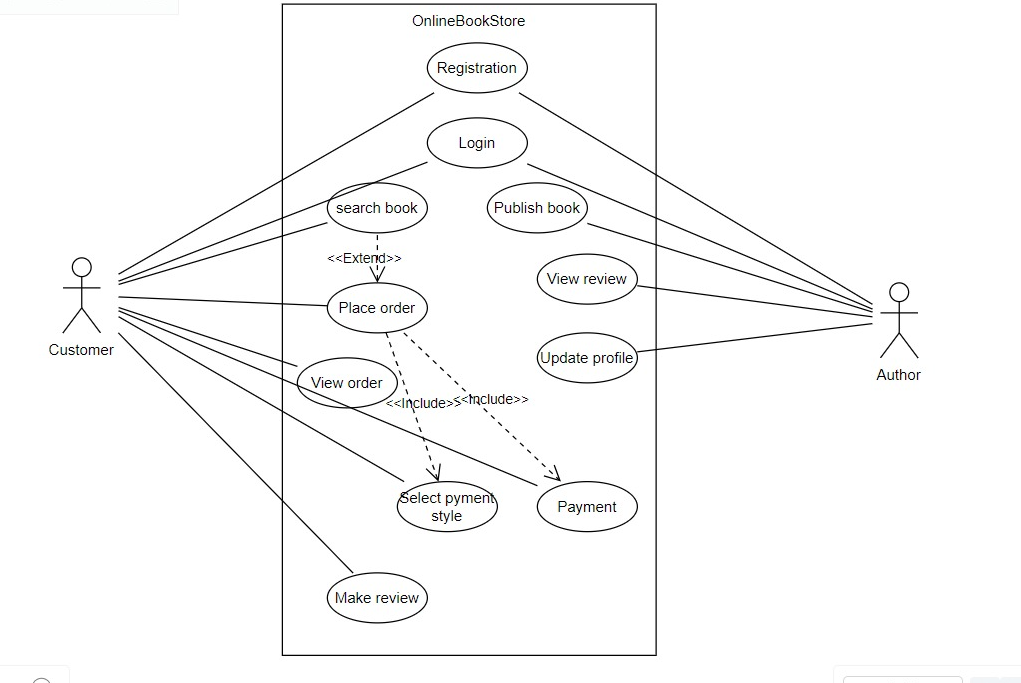 OnlineBookStore
Registration
Login
search book
Publish book
<<Extend>>
View review
Place order
Customer
Update profile
Author
View order
<<Include>>
<<Include>>
Select pyment
style
Payment
Make review